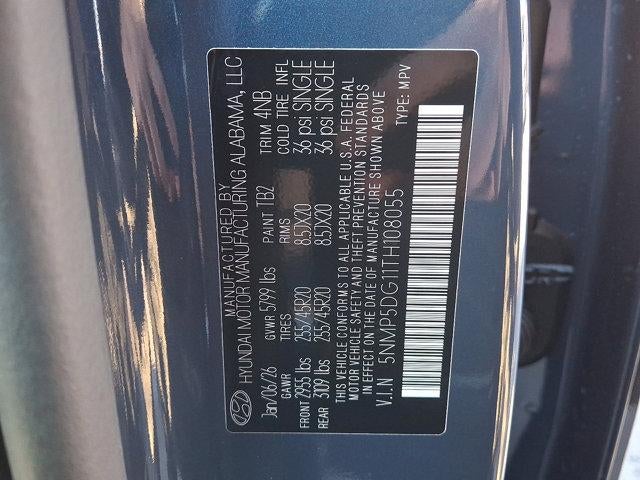 MANUFACTURED BY
HYUNDAI MOTOR MANUFACTURING ALABAMA, LLC
Jan/06/26 GVWR 5799 lbs PAINT TB2 TRIM 4NB
GAWR TIRES RIMS COLD TIRE INFL
FRONT 2955 lbs 255/45R20 8.5JX20 36 psi SINGLE
REAR 3109 lbs 255/45R20 8.5JX20 36 psi SINGLE
THIS VEHICLE CONFORMS TO ALL APPLICABLE U.S.A. FEDERAL
MOTOR VEHICLE SAFETY AND THEFT PREVENTION STANDARDS
IN EFFECT ON THE DATE OF MANUFACTURE SHOWN ABOVE
V.I.N 5NMP5DG11TH108055 TYPE: MPV